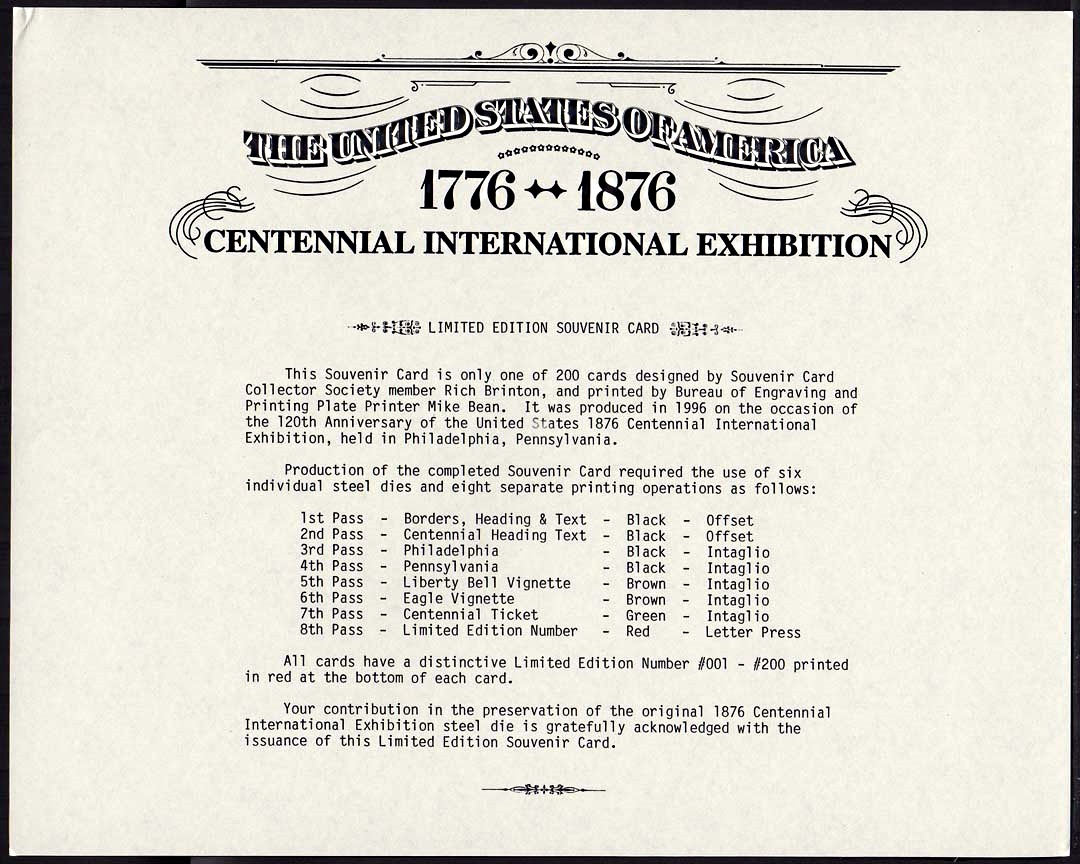 THE UNITED STATES OF AMERICA
1776 1876
CENTENNIAL INTERNATIONAL EXHIBITION
LIMITED EDITION SOUVENIR CARD
This Souvenir Card is only one of 200 cards designed by Souvenir Card
Collector Society member Rich Brinton, and printed by Bureau of Engraving and
Printing Plate Printer Mike Bean. It was produced in 1996 on the occasion of
the 120th Anniversary of the United States 1876 Centennial International
Exhibition, held in Philadelphia, Pennsylvania.
Production of the completed Souvenir Card required the use of six
individual steel dies and eight separate printing operations as follows:
1st Pass - Borders, Heading & Text - Black - Offset
2nd Pass - Centennial Heading Text - Black - Offset
3rd Pass - Philadelphia - Black - Intaglio
4th Pass - Pennsylvania - Black - Intaglio
5th Pass - Liberty Bell Vignette - Brown - Intaglio
6th Pass - Eagle Vignette - Brown - Intaglio
7th Pass - Centennial Ticket - Green - Intaglio
8th Pass - Limited Edition Number - Red - Letter Press
All cards have a distinctive Limited Edition Number #001 - #200 printed
in red at the bottom of each card.
Your contribution in the preservation of the original 1876 Centennial
International Exhibition steel die is gratefully acknowledged with the
issuance of this Limited Edition Souvenir Card.